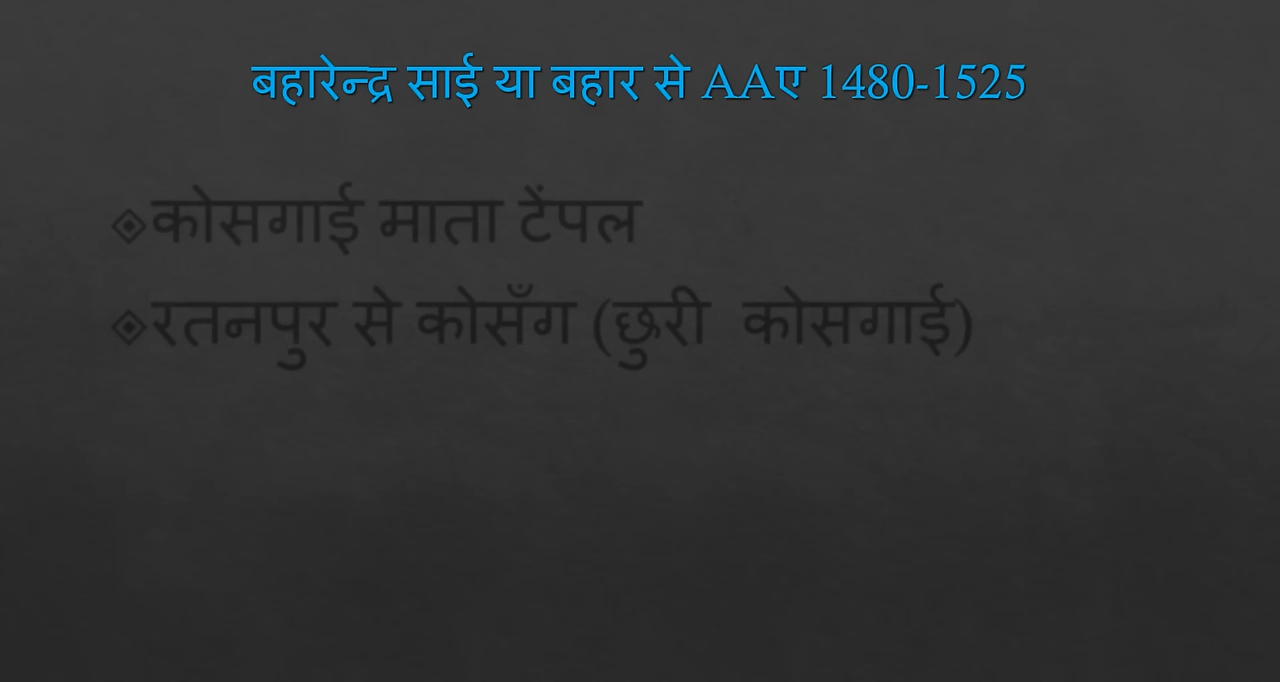 बहारेन्द्र साई या बहार से AAए 1480-1525
कोसगाई माता टेंपल
रतनपुर से कोसँग (छुरी कोसगाई)